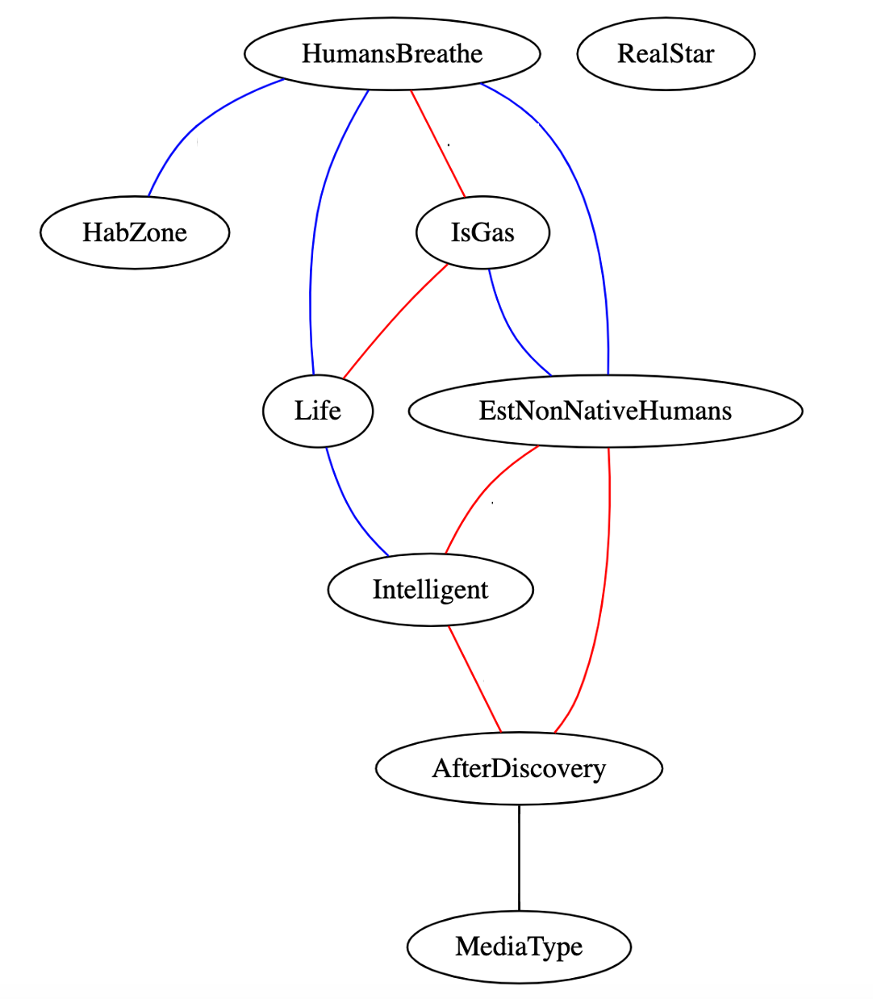 HumansBreathe
RealStar
HabZone
IsGas
Life
EstNonNativeHumans
Intelligent
AfterDiscovery
MediaType